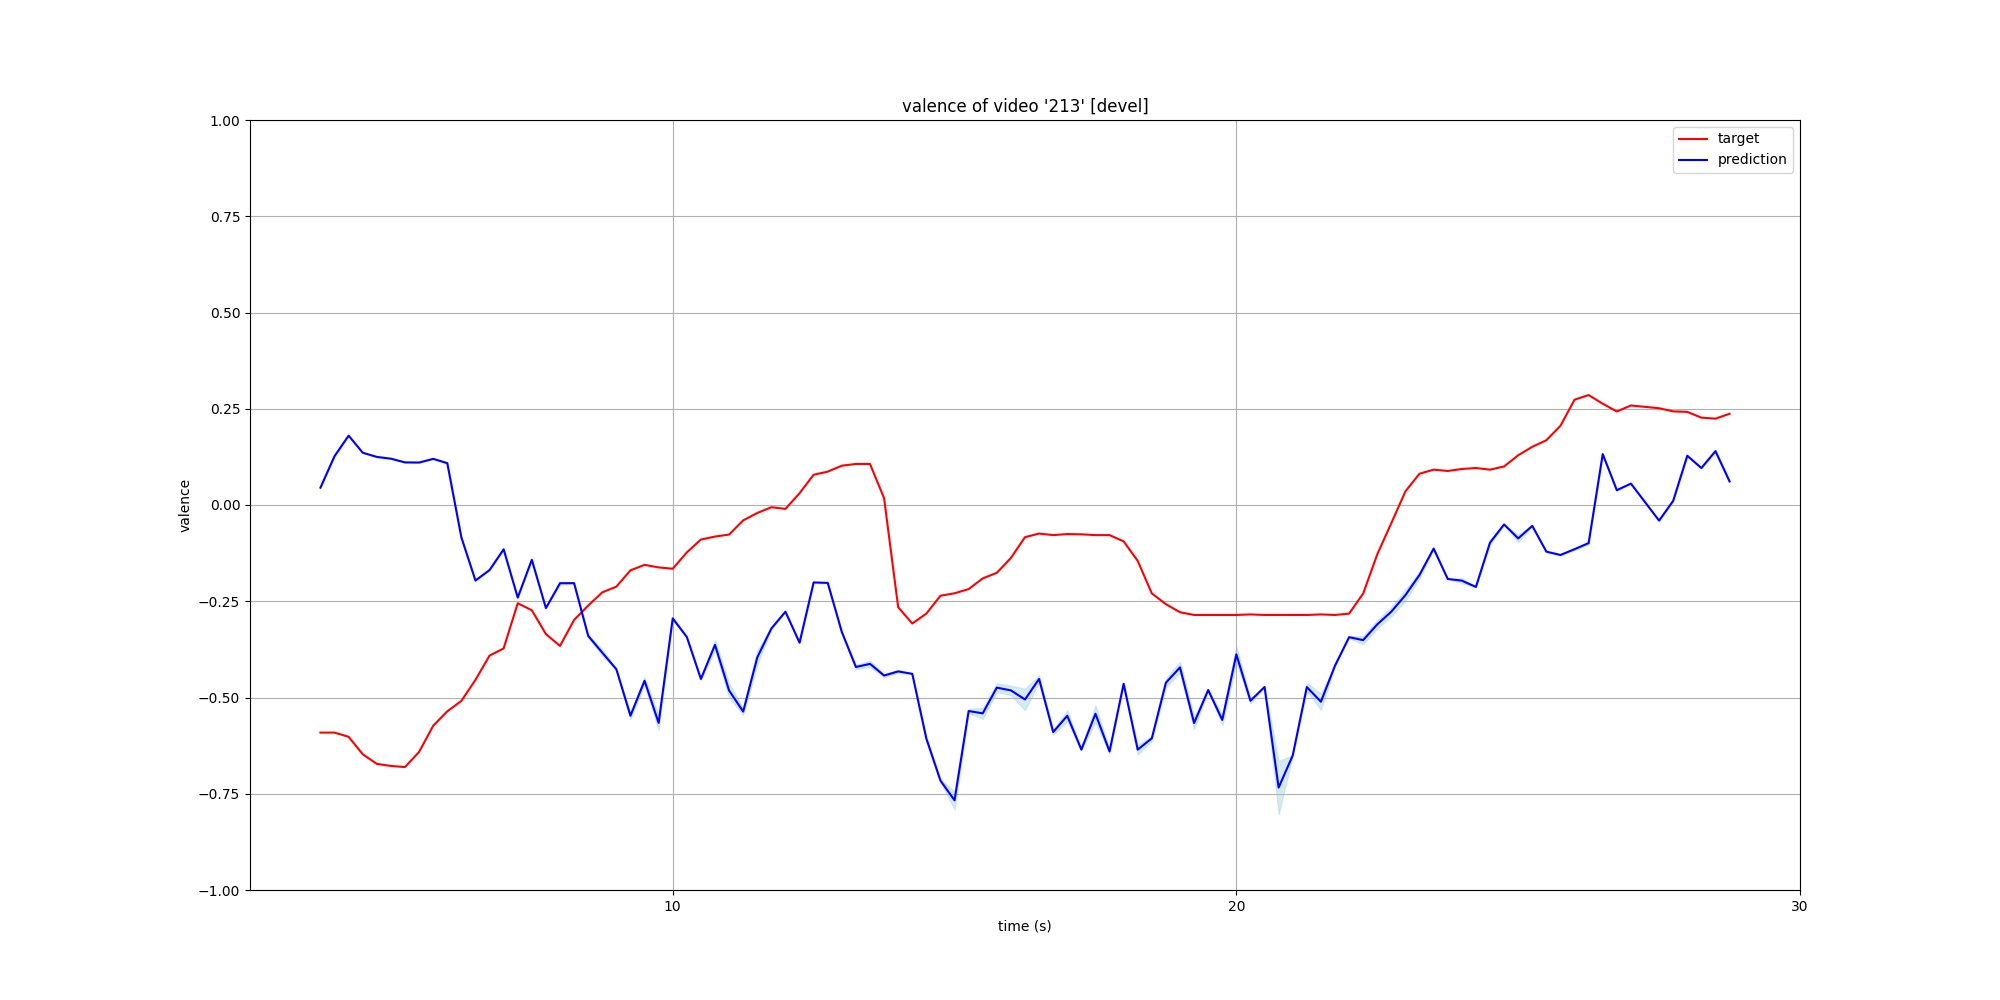 valence of video '213' [devel]
target
prediction
1.00
0.75
0.50
0.25
0.00
−0.25
−0.50
−0.75
−1.00
valence
10 20 30
time (s)